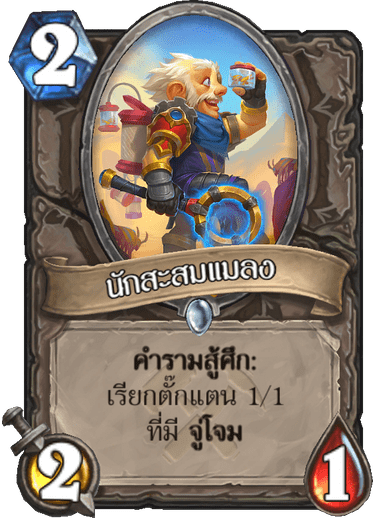 2
นักสะสมแมลง
คำรามสู้ศึก:
เรียกตั๊กแตน 1/1
ที่มี จู่โจม
2
1